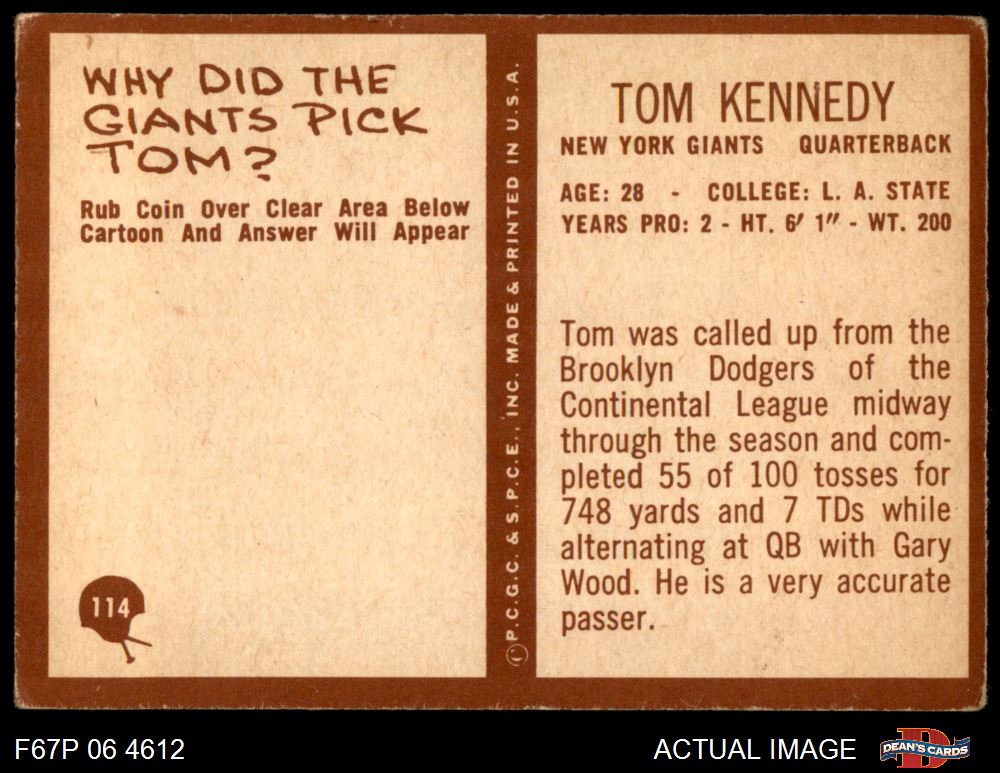 WHY DID THE
GIANTS PICK
TOM?
Rub Coin Over Clear Area Below
Cartoon And Answer Will Appear
114
Ⓒ P.C.G.C. & S.P.C.E., INC. MADE & PRINTED IN U.S.A.
TOM KENNEDY
NEW YORK GIANTS QUARTERBACK
AGE: 28 - COLLEGE: L. A. STATE
YEARS PRO: 2 - HT. 6′ 1″ - WT. 200
Tom was called up from the
Brooklyn Dodgers of the
Continental League midway
through the season and com-
pleted 55 of 100 tosses for
748 yards and 7 TDs while
alternating at QB with Gary
Wood. He is a very accurate
passer.
F67P 06 4612
ACTUAL IMAGE
D
DEAN'S CARDS